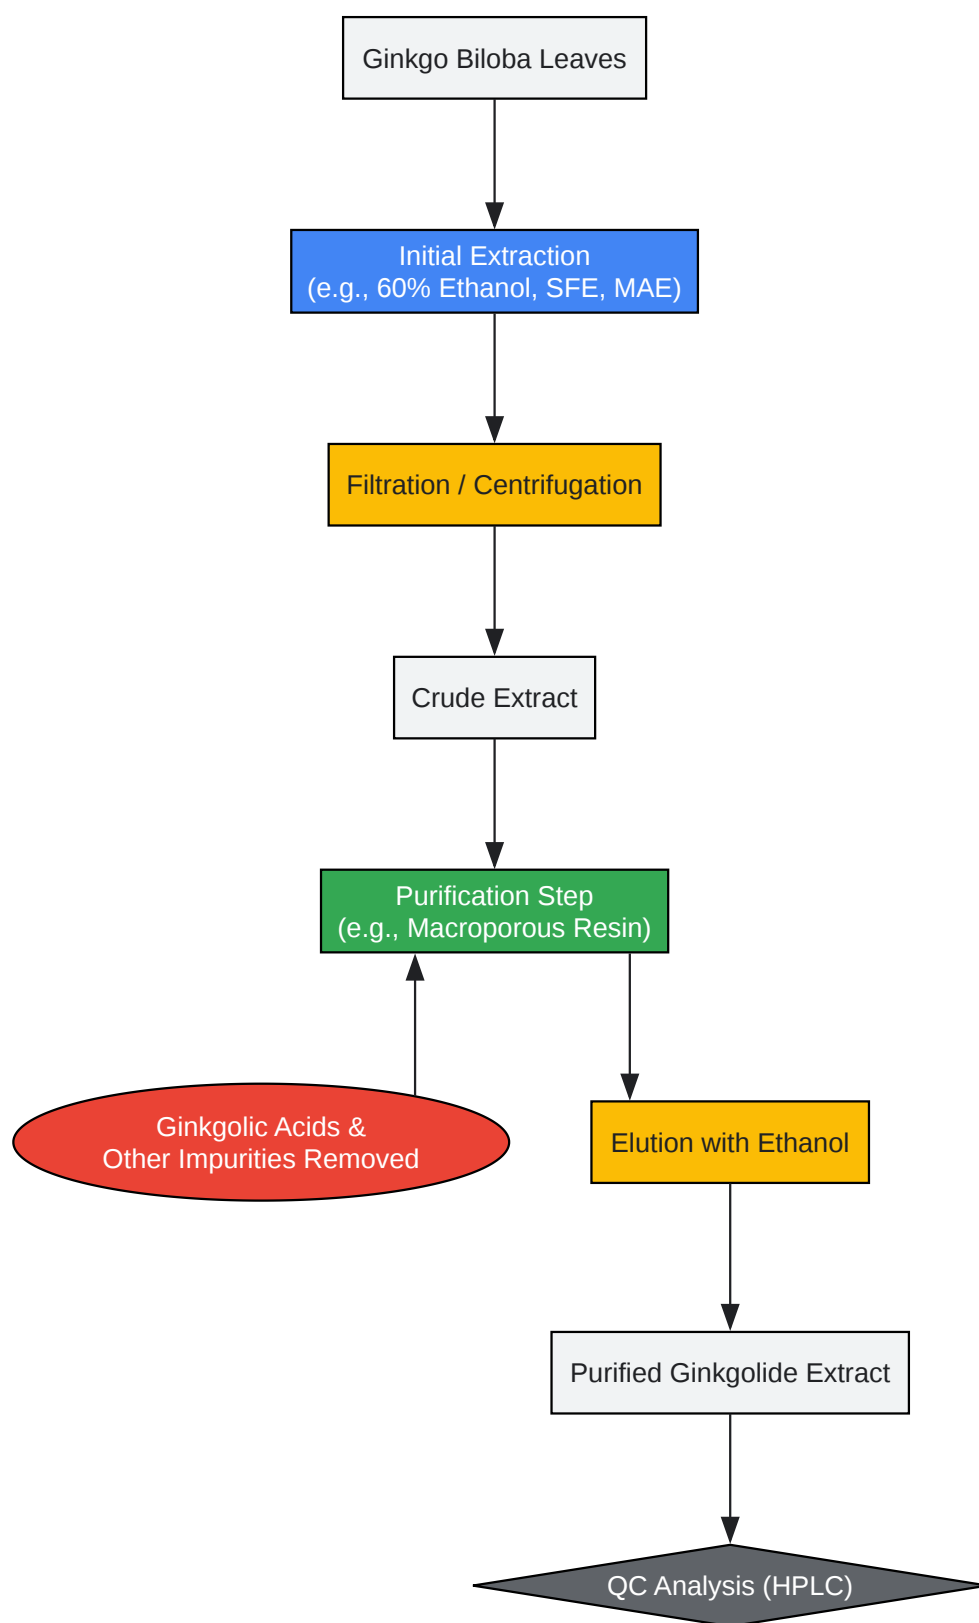 Ginkgo Biloba Leaves
Initial Extraction
(e.g., 60% Ethanol, SFE, MAE)
Filtration / Centrifugation
Crude Extract
Purification Step
(e.g., Macroporous Resin)
Ginkgolic Acids &
Other Impurities Removed
Elution with Ethanol
Purified Ginkgolide Extract
QC Analysis (HPLC)